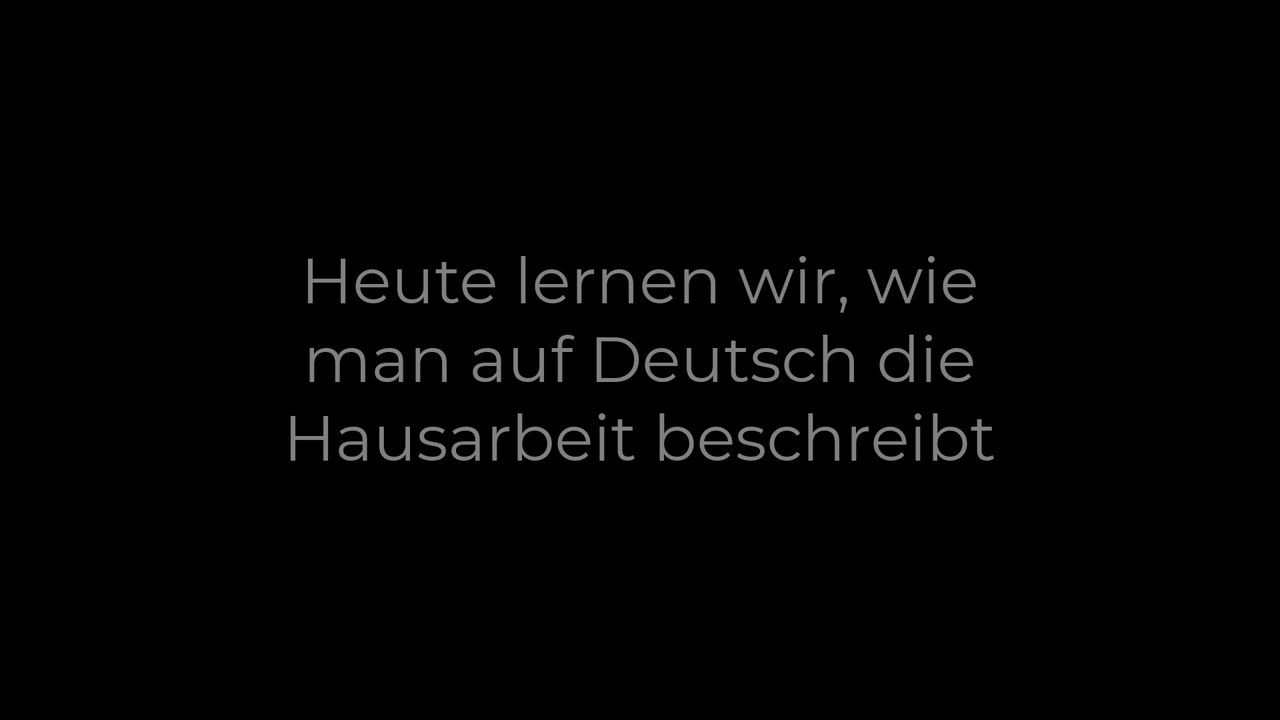 Heute lernen wir, wie
man auf Deutsch die
Hausarbeit beschreibt